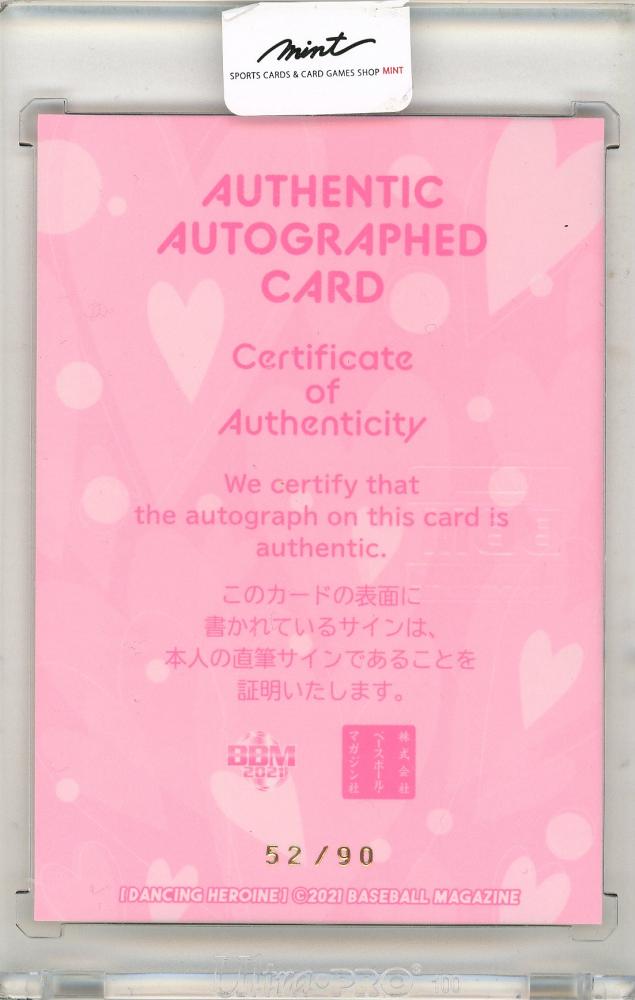 mint
SPORTS CARDS & CARD GAMES SHOP MINT
AUTHENTIC
AUTOGRAPHED
CARD
Certificate
of
Authenticity
We certify that
the autograph on this card is
authentic.
このカードの表面に
書かれているサインは、
本人の直筆サインであることを
証明いたします。
BBM
2021
株式会社
ベースボール・
マガジン社
52/90
[DANCING HEROINE] ©2021 BASEBALL MAGAZINE
Ultra·PRO® 100